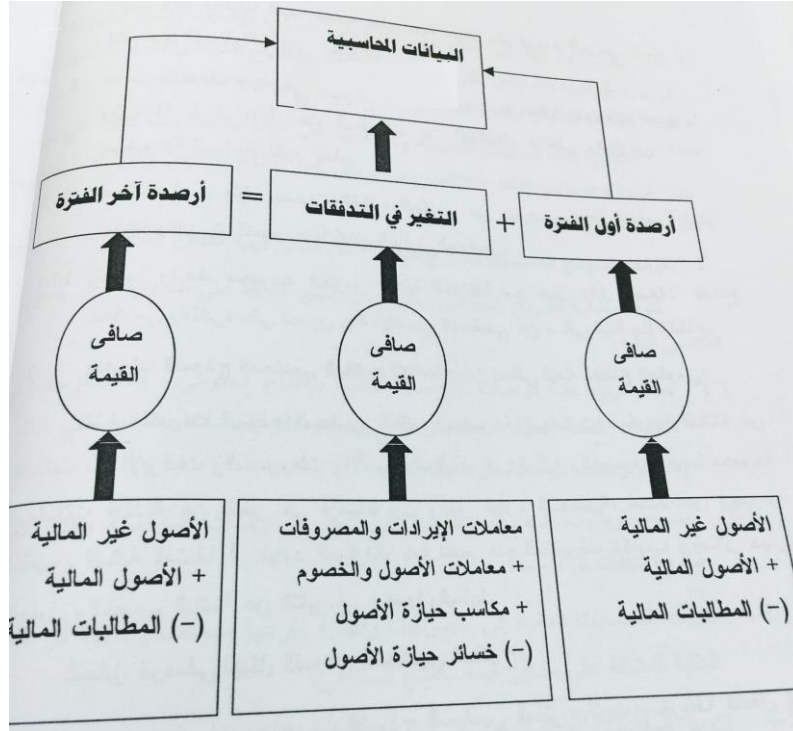 البيانات المحاسبية
أرصدة أول الفترة
+
التغير في التدفقات
=
أرصدة آخر الفترة
صافى
القيمة
صافى
القيمة
صافى
القيمة
الأصول غير المالية
+ الأصول المالية
(−) المطالبات المالية
معاملات الإيرادات والمصروفات
+ معاملات الأصول والخصوم
+ مكاسب حيازة الأصول
(−) خسائر حيازة الأصول
الأصول غير المالية
+ الأصول المالية
(−) المطالبات المالية